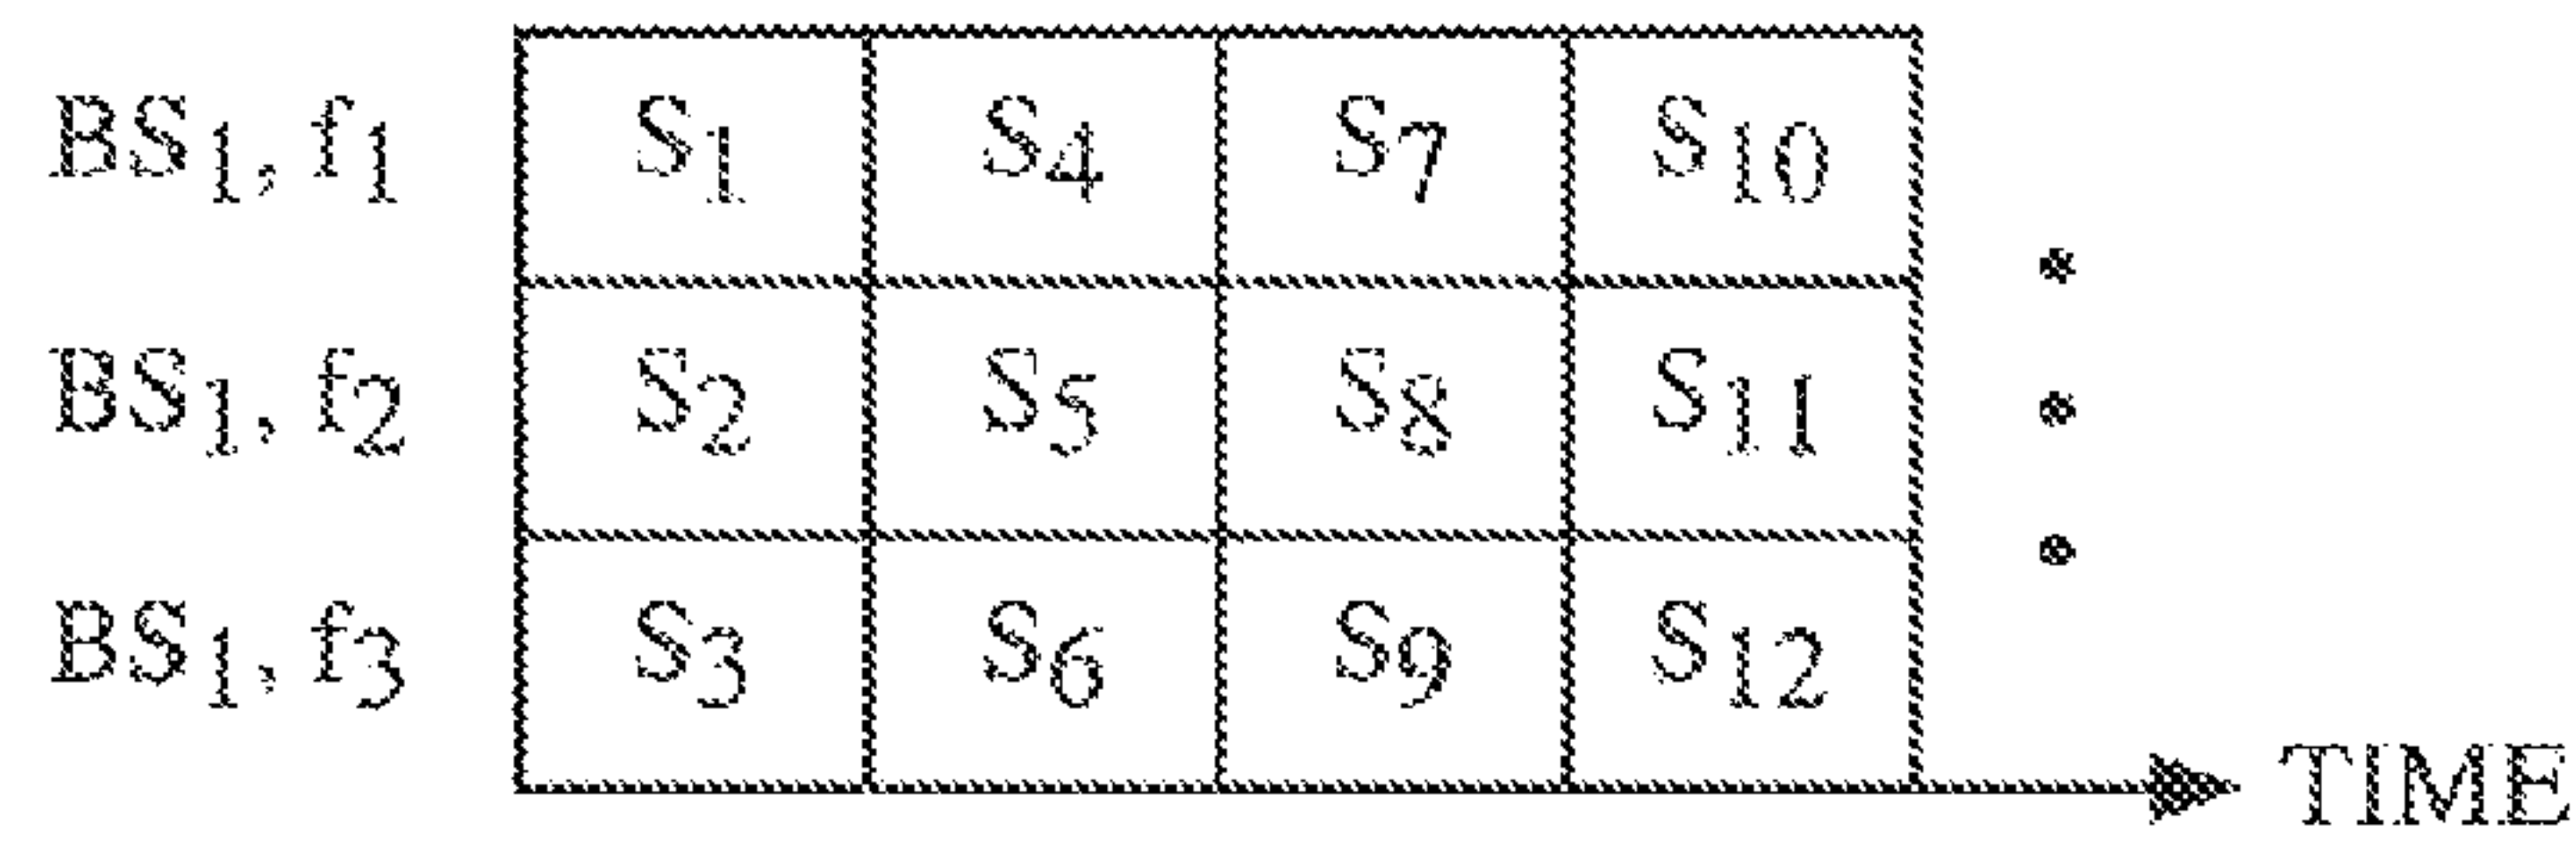 BS1, f1 S1 S4 S7 S10
BS1, f2 S2 S5 S8 S11
BS1, f3 S3 S6 S9 S12
TIME